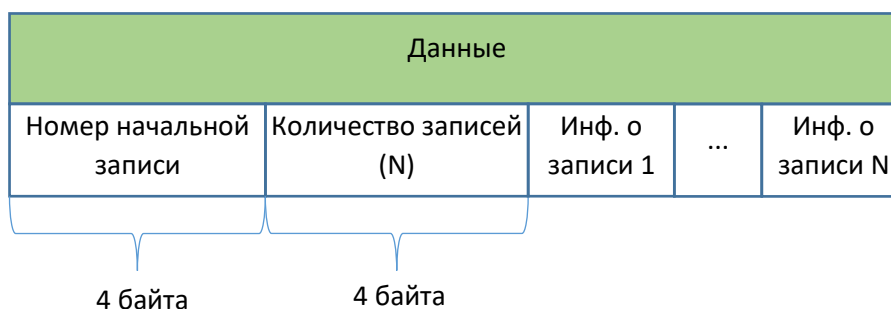 Данные
Номер начальной записи
Количество записей (N)
Инф. о записи 1
...
Инф. о записи N
4 байта
4 байта